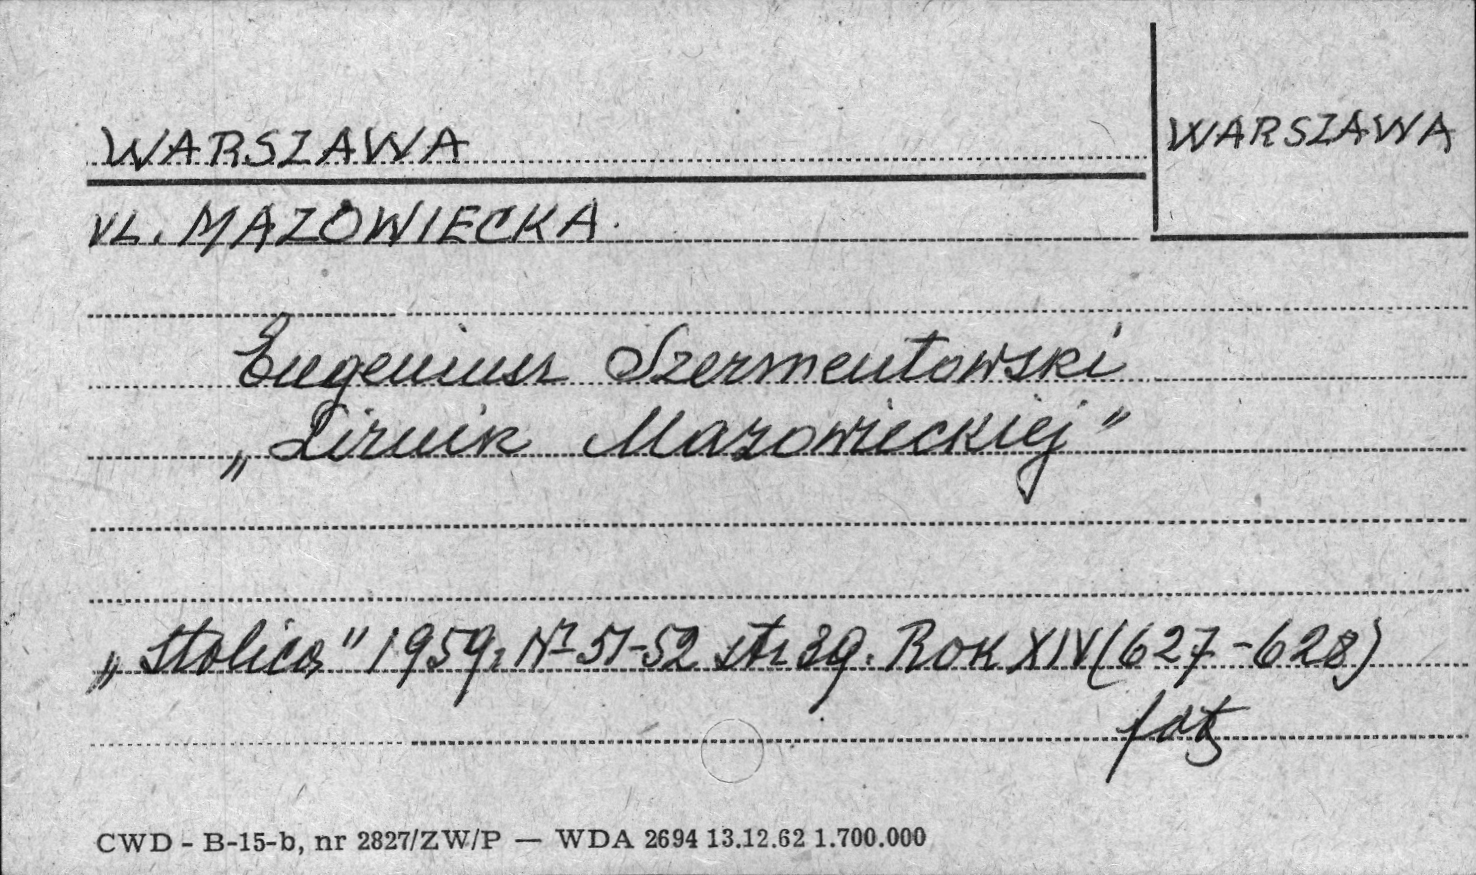 WARSZAWA
WARSZAWA
UL. MAZOWIECKA.
Eugeniusz Szermentowski
„Lirnik Mazowieckiej”
„Stolica” 1959 r Nr 51-52 str 39. Rok XIV (627-628)
CWD - B-15-b, nr 2827/ZW/P — WDA 2694 13.12.62 1.700.000